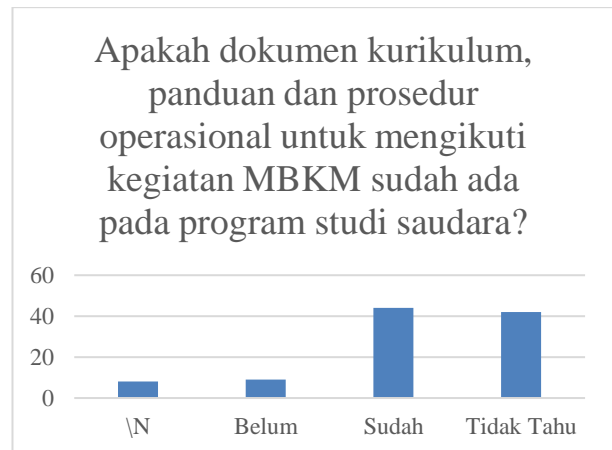 Apakah dokumen kurikulum,
panduan dan prosedur
operasional untuk mengikuti
kegiatan MBKM sudah ada
pada program studi saudara?
60
40
20
0
\N Belum Sudah Tidak Tahu